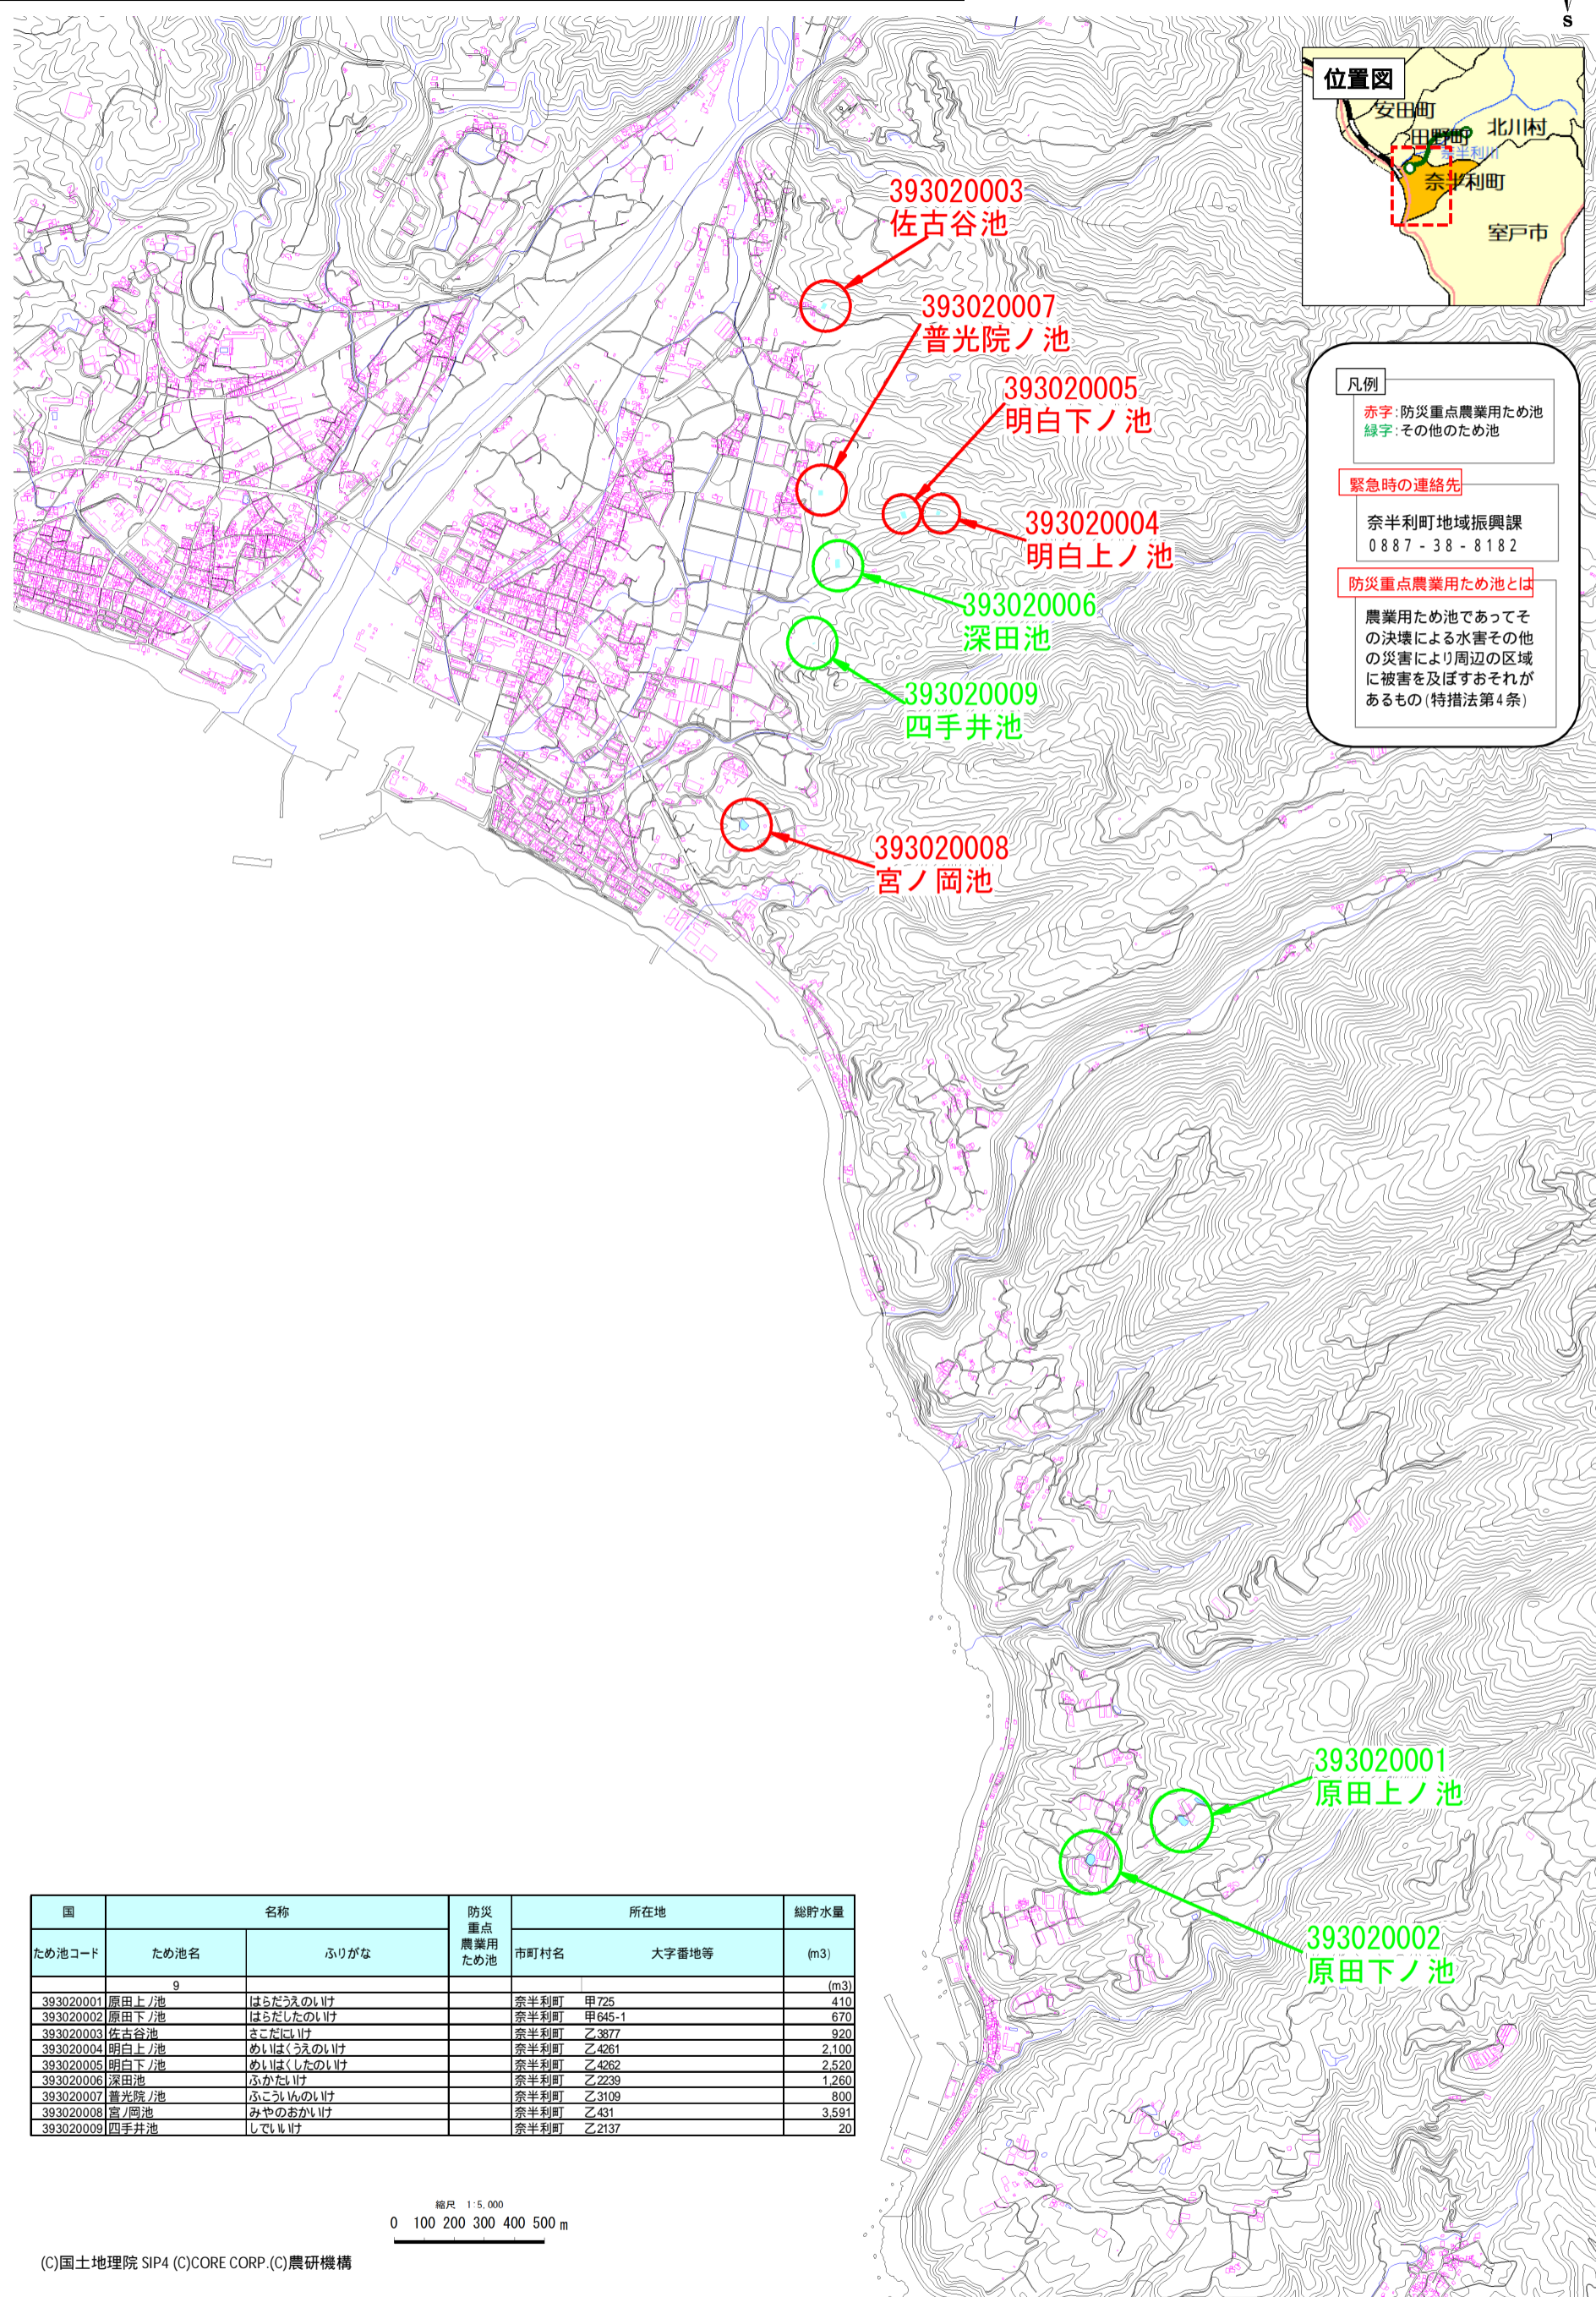 S
位置図
安田町
田野町
北川村
奈半利川
奈半利町
室戸市
393020003
佐古谷池
393020007
普光院ノ池
393020005
明白下ノ池
393020004
明白上ノ池
393020006
深田池
393020009
四手井池
393020008
宮ノ岡池
凡例
赤字:防災重点農業用ため池
緑字:その他のため池
緊急時の連絡先
奈半利町地域振興課
0887-38-8182
防災重点農業用ため池とは
農業用ため池であってそ
の決壊による水害その他
の災害により周辺の区域
に被害を及ぼすおそれが
あるもの(特措法第4条)
393020001
原田上ノ池
393020002
原田下ノ池
国 名称 防災重点農業用ため池 所在地 総貯水量
ため池コード ため池名 ふりがな 市町村名 大字番地等 (m3)
9 (m3)
393020001 原田上ノ池 はらだうえのいけ 奈半利町 甲725 410
393020002 原田下ノ池 はらだしたのいけ 奈半利町 甲645-1 670
393020003 佐古谷池 さこだにいけ 奈半利町 乙3877 920
393020004 明白上ノ池 めいはくうえのいけ 奈半利町 乙4261 2,100
393020005 明白下ノ池 めいはくしたのいけ 奈半利町 乙4262 2,520
393020006 深田池 ふかたいけ 奈半利町 乙2239 1,260
393020007 普光院ノ池 ふこういんのいけ 奈半利町 乙3109 800
393020008 宮ノ岡池 みやのおかいけ 奈半利町 乙431 3,591
393020009 四手井池 しでいいけ 奈半利町 乙2137 20
縮尺 1:5,000
0 100 200 300 400 500 m
(C)国土地理院 SIP4 (C)CORE CORP.(C)農研機構